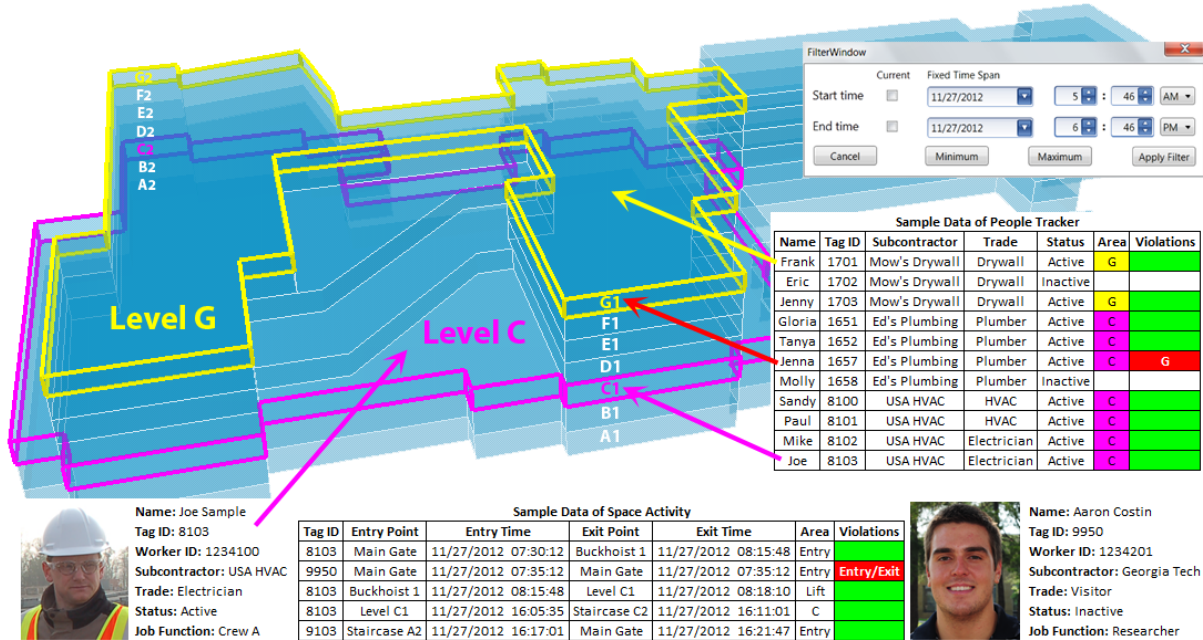 G2
F2
E2
D2
C2
B2
A2
Level G
Level C
G1
F1
E1
D1
C1
B1
A1
FilterWindow
X
Current Fixed Time Span
Start time 11/27/2012 5 : 46 AM
End time 11/27/2012 6 : 46 PM
Cancel Minimum Maximum Apply Filter
Sample Data of People Tracker
Name Tag ID Subcontractor Trade Status Area Violations
Frank 1701 Mow's Drywall Drywall Active G
Eric 1702 Mow's Drywall Drywall Inactive
Jenny 1703 Mow's Drywall Drywall Active G
Gloria 1651 Ed's Plumbing Plumber Active C
Tanya 1652 Ed's Plumbing Plumber Active C
Jenna 1657 Ed's Plumbing Plumber Active C G
Molly 1658 Ed's Plumbing Plumber Inactive
Sandy 8100 USA HVAC HVAC Active C
Paul 8101 USA HVAC HVAC Active C
Mike 8102 USA HVAC Electrician Active C
Joe 8103 USA HVAC Electrician Active C
Name: Joe Sample
Tag ID: 8103
Worker ID: 1234100
Subcontractor: USA HVAC
Trade: Electrician
Status: Active
Job Function: Crew A
Sample Data of Space Activity
Tag ID Entry Point Entry Time Exit Point Exit Time Area Violations
8103 Main Gate 11/27/2012 07:30:12 Buckhoist 1 11/27/2012 08:15:48 Entry
9950 Main Gate 11/27/2012 07:35:12 Main Gate 11/27/2012 07:35:12 Entry Entry/Exit
8103 Buckhoist 1 11/27/2012 08:15:48 Level C1 11/27/2012 08:18:10 Lift
8103 Level C1 11/27/2012 16:05:35 Staircase C2 11/27/2012 16:11:01 C
9103 Staircase A2 11/27/2012 16:17:01 Main Gate 11/27/2012 16:21:47 Entry
Name: Aaron Costin
Tag ID: 9950
Worker ID: 1234201
Subcontractor: Georgia Tech
Trade: Visitor
Status: Inactive
Job Function: Researcher